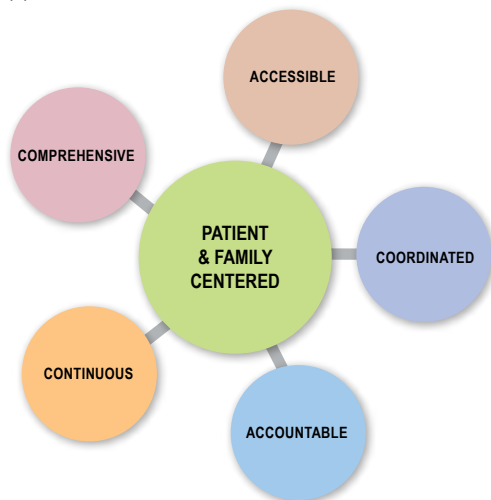 ACCESSIBLE
COMPREHENSIVE
PATIENT
& FAMILY
CENTERED
COORDINATED
CONTINUOUS
ACCOUNTABLE